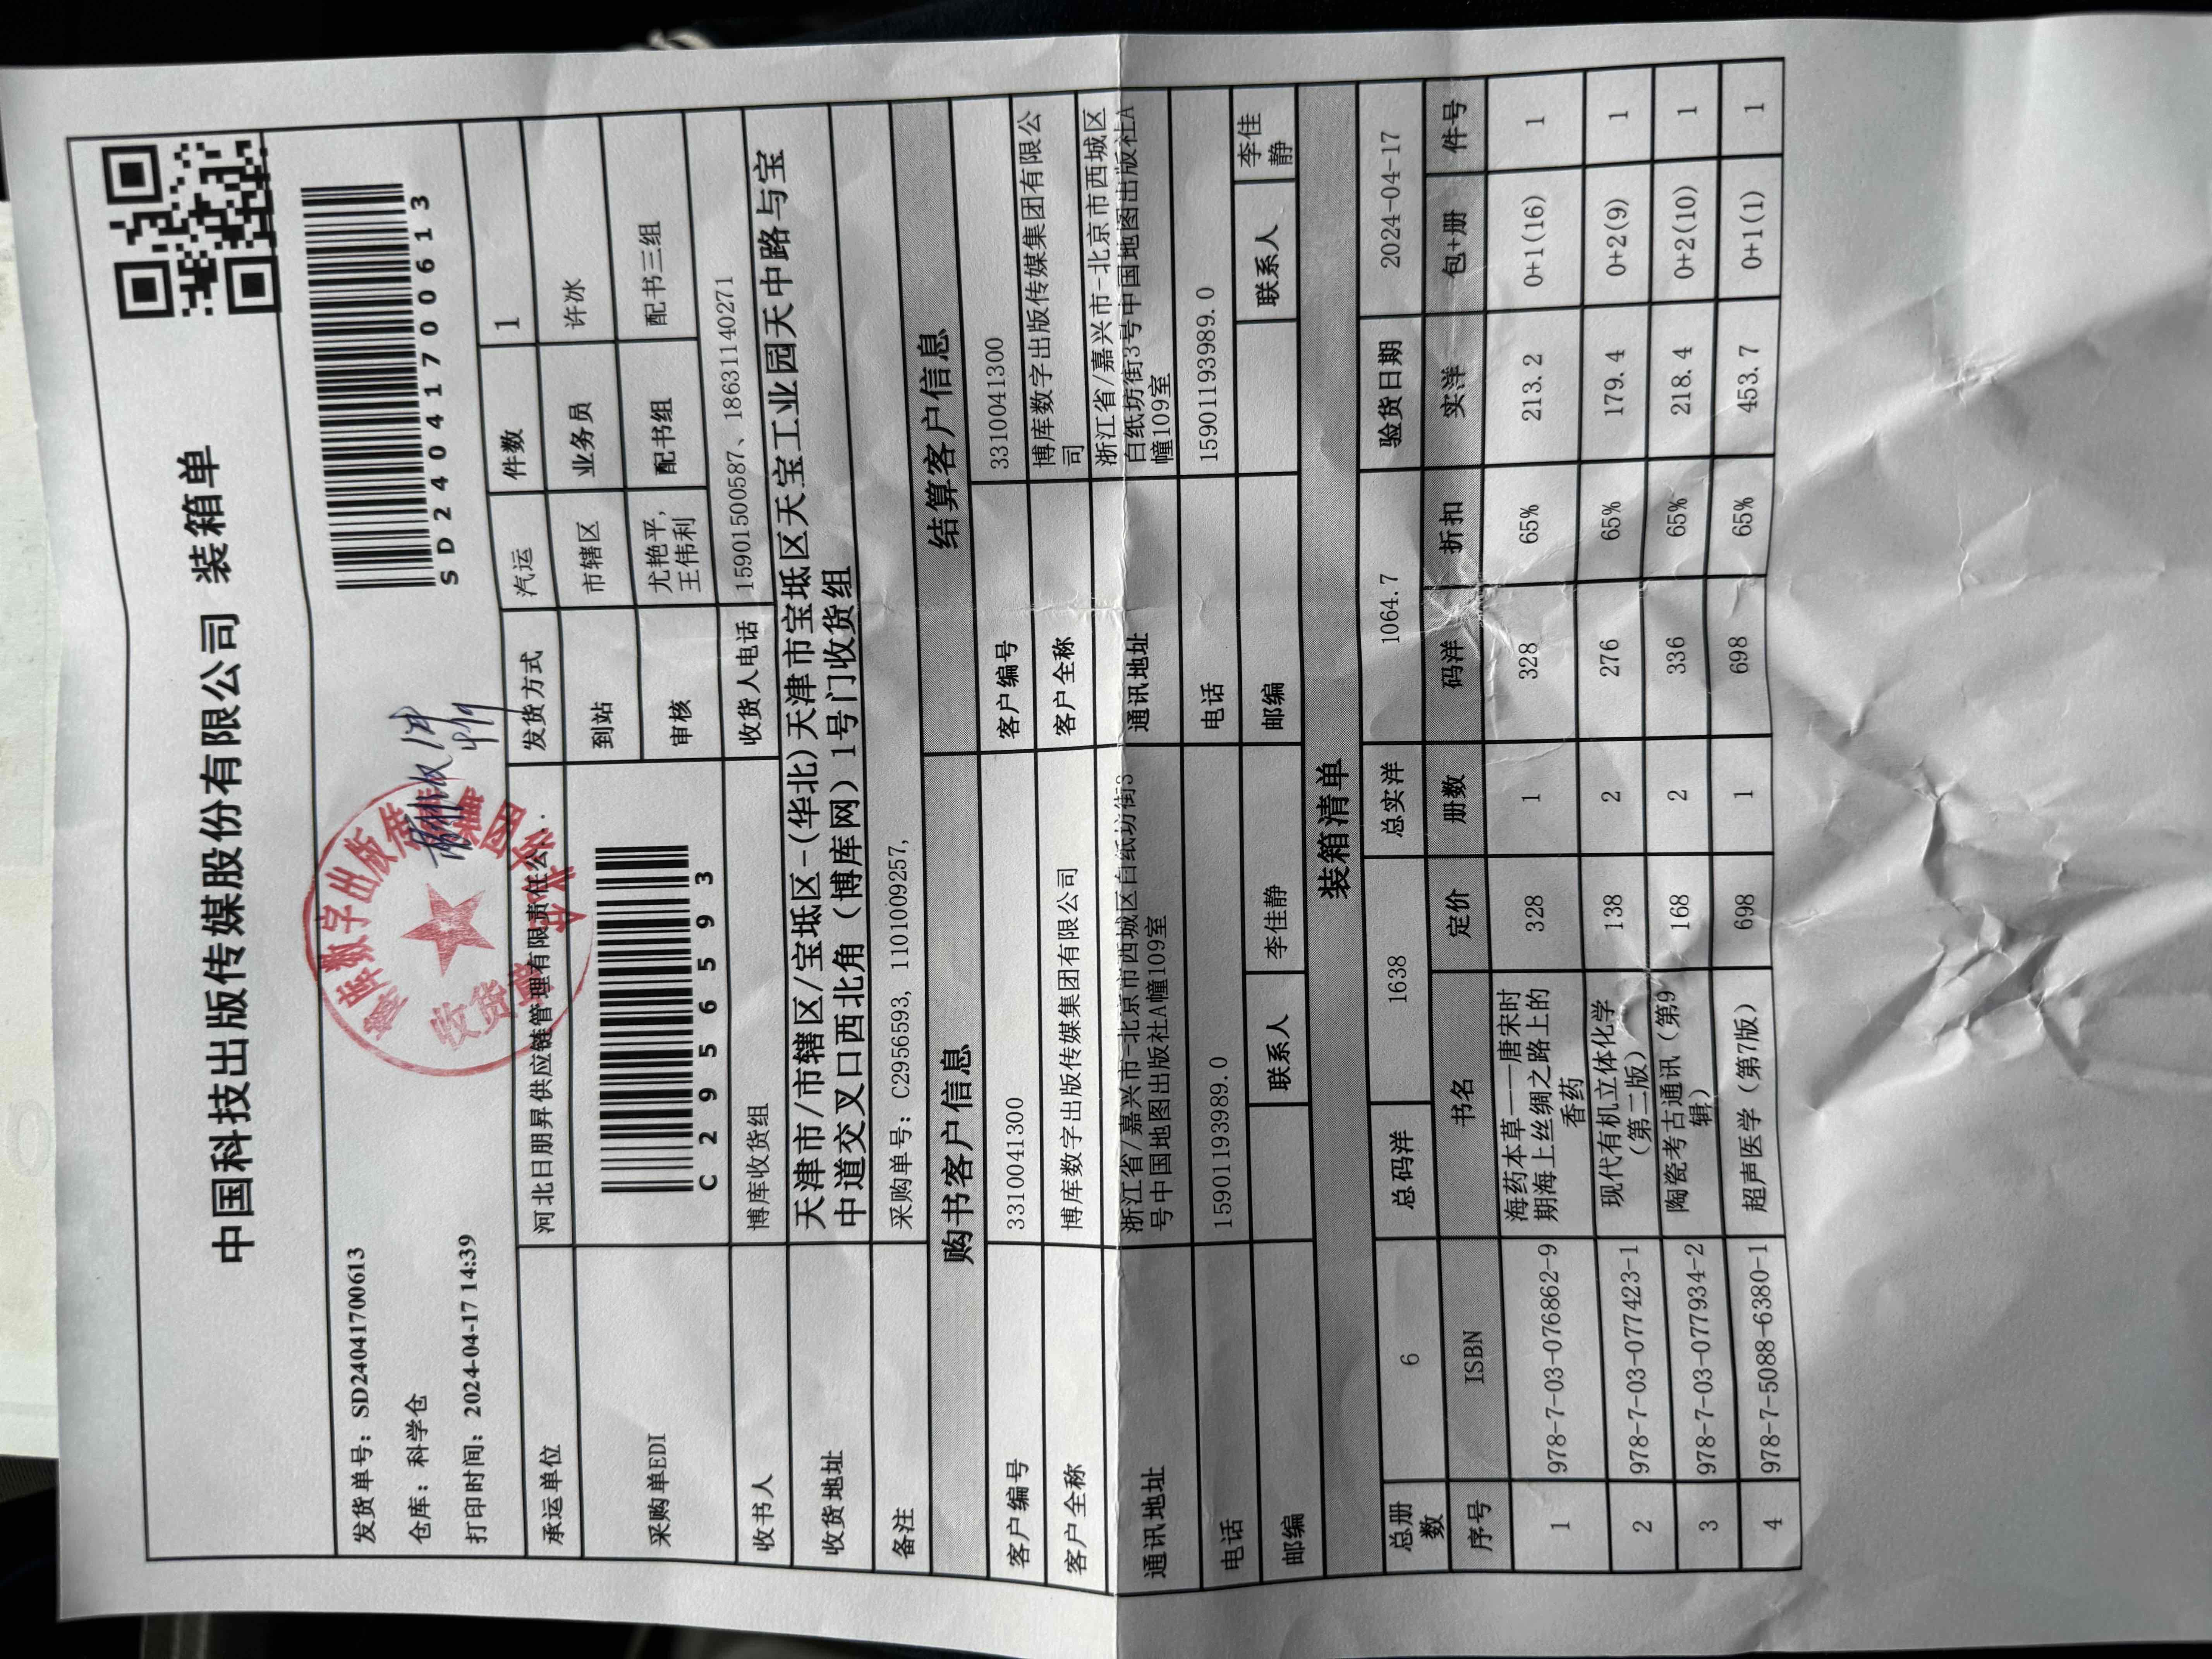 中国科技出版传媒股份有限公司 装箱单
发货单号：SD2404170​0613
仓库：科学仓
打印时间：2024-04-17 14:39
SD24041700613
收货章
承运单位 河北日朋昇供应链管理有限责任公... 发货方式 汽运 件数 1
采购单EDI C2956593 到站 市辖区 业务员 许冰
审核 尤艳平, 王伟利 配书组 配书三组
收书人 博库收货组 收货人电话 15901500587、18631140271
收货地址 天津市/市辖区/宝坻区-(华北)天津市宝坻区天宝工业园天中路与宝
中道交叉口西北角（博库网）1号门收货组
备注 采购单号：C2956593, 1101009257,
购书客户信息 结算客户信息
客户编号 3310041300 客户编号 3310041300
客户全称 博库数字出版传媒集团有限公司 客户全称 博库数字出版传媒集团有限公
司
通讯地址 浙江省/嘉兴市-北京市西城区白纸坊街3
号中国地图出版社A幢109室 通讯地址 浙江省/嘉兴市-北京市西城区
白纸坊街3号中国地图出版社A
幢109室
电话 15901193989.0 电话 15901193989.0
邮编 联系人 李佳静 邮编 联系人 李佳
静
装箱清单
总册
数 6 总码洋 1638 总实洋 1064.7 验货日期 2024-04-17
序号 ISBN 书名 定价 册数 码洋 折扣 实洋 包+册 件号
1 978-7-03-076862-9 海药本草——唐宋时
期海上丝绸之路上的
香药 328 1 328 65% 213.2 0+1(16) 1
2 978-7-03-077423-1 现代有机立体化学
（第二版） 138 2 276 65% 179.4 0+2(9) 1
3 978-7-03-077934-2 陶瓷考古通讯（第9
辑） 168 2 336 65% 218.4 0+2(10) 1
4 978-7-5088-6380-1 超声医学（第7版） 698 1 698 65% 453.7 0+1(1) 1